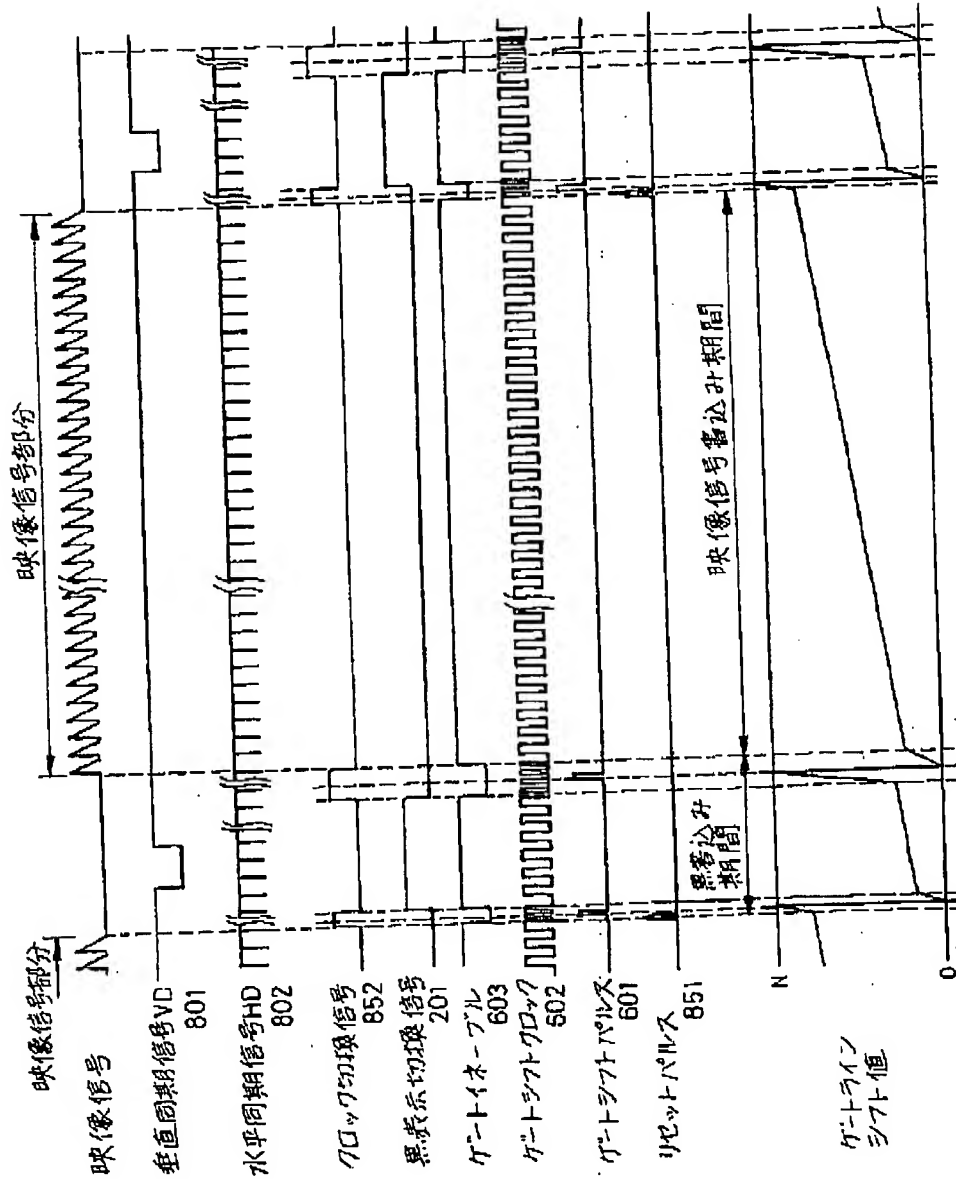 映像信号部分
映像信号部分
映像信号
垂直同期信号VD
801
水平同期信号HD
802
クロック切換信号
852
黒表示切換信号
201
ゲートイネーブル
603
ゲートシフトクロック
602
ゲートシフトパルス
601
リセットパルス
851
黒書込み
期間
映像信号書込み期間
N
ゲートライン
シフト値
0